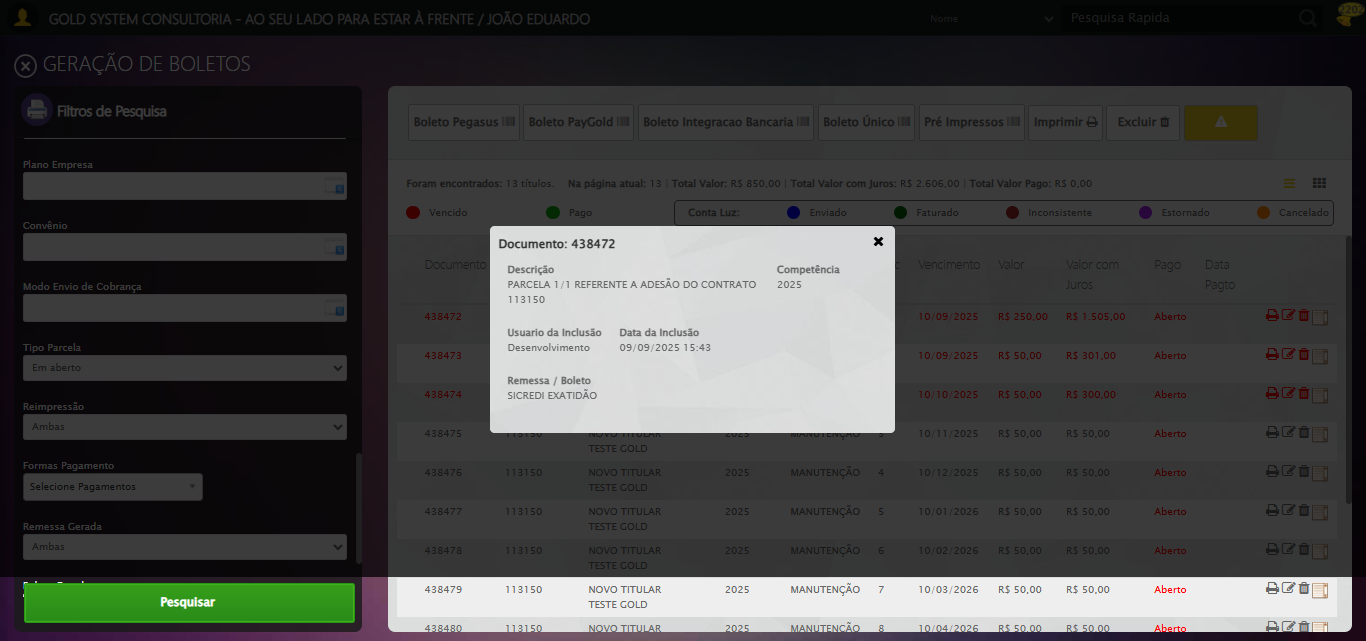 GOLD SYSTEM CONSULTORIA - AO SEU LADO PARA ESTAR À FRENTE / JOÃO EDUARDO
Nome
Pesquisa Rapida
GERAÇÃO DE BOLETOS
Filtros de Pesquisa
Plano Empresa
Convênio
Modo Envio de Cobrança
Tipo Parcela
Em aberto
Reimpressão
Ambas
Formas Pagamento
Selecione Pagamentos
Remessa Gerada
Ambas
Pesquisar
Boleto Pegasus Boleto PayGold Boleto Integracao Bancaria Boleto Único Pré Impressos Imprimir Excluir
Foram encontrados: 13 títulos. Na página atual: 13 | Total Valor: R$ 850,00 | Total Valor com Juros: R$ 2.606,00 | Total Valor Pago: R$ 0,00
Vencido Pago Conta Luz: Enviado Faturado Inconsistente Estornado Cancelado
Documento: 438472
Descrição Competência
PARCELA 1/1 REFERENTE A ADESÃO DO CONTRATO 2025
113150
Usuario da Inclusão Data da Inclusão
Desenvolvimento 09/09/2025 15:43
Remessa / Boleto
SICREDI EXATIDÃO
Documento Vencimento Valor Valor com Pago Data
Juros Pagto
438472 10/09/2025 R$ 250,00 R$ 1.505,00 Aberto
438473 10/09/2025 R$ 50,00 R$ 301,00 Aberto
438474 10/10/2025 R$ 50,00 R$ 300,00 Aberto
438475 113150 NOVO TITULAR 2025 MANUTENÇÃO 3 10/11/2025 R$ 50,00 R$ 50,00 Aberto
TESTE GOLD
438476 113150 NOVO TITULAR 2025 MANUTENÇÃO 4 10/12/2025 R$ 50,00 R$ 50,00 Aberto
TESTE GOLD
438477 113150 NOVO TITULAR 2025 MANUTENÇÃO 5 10/01/2026 R$ 50,00 R$ 50,00 Aberto
TESTE GOLD
438478 113150 NOVO TITULAR 2025 MANUTENÇÃO 6 10/02/2026 R$ 50,00 R$ 50,00 Aberto
TESTE GOLD
438479 113150 NOVO TITULAR 2025 MANUTENÇÃO 7 10/03/2026 R$ 50,00 R$ 50,00 Aberto
TESTE GOLD
438480 113150 NOVO TITULAR 2025 MANUTENÇÃO 8 10/04/2026 R$ 50,00 R$ 50,00 Aberto